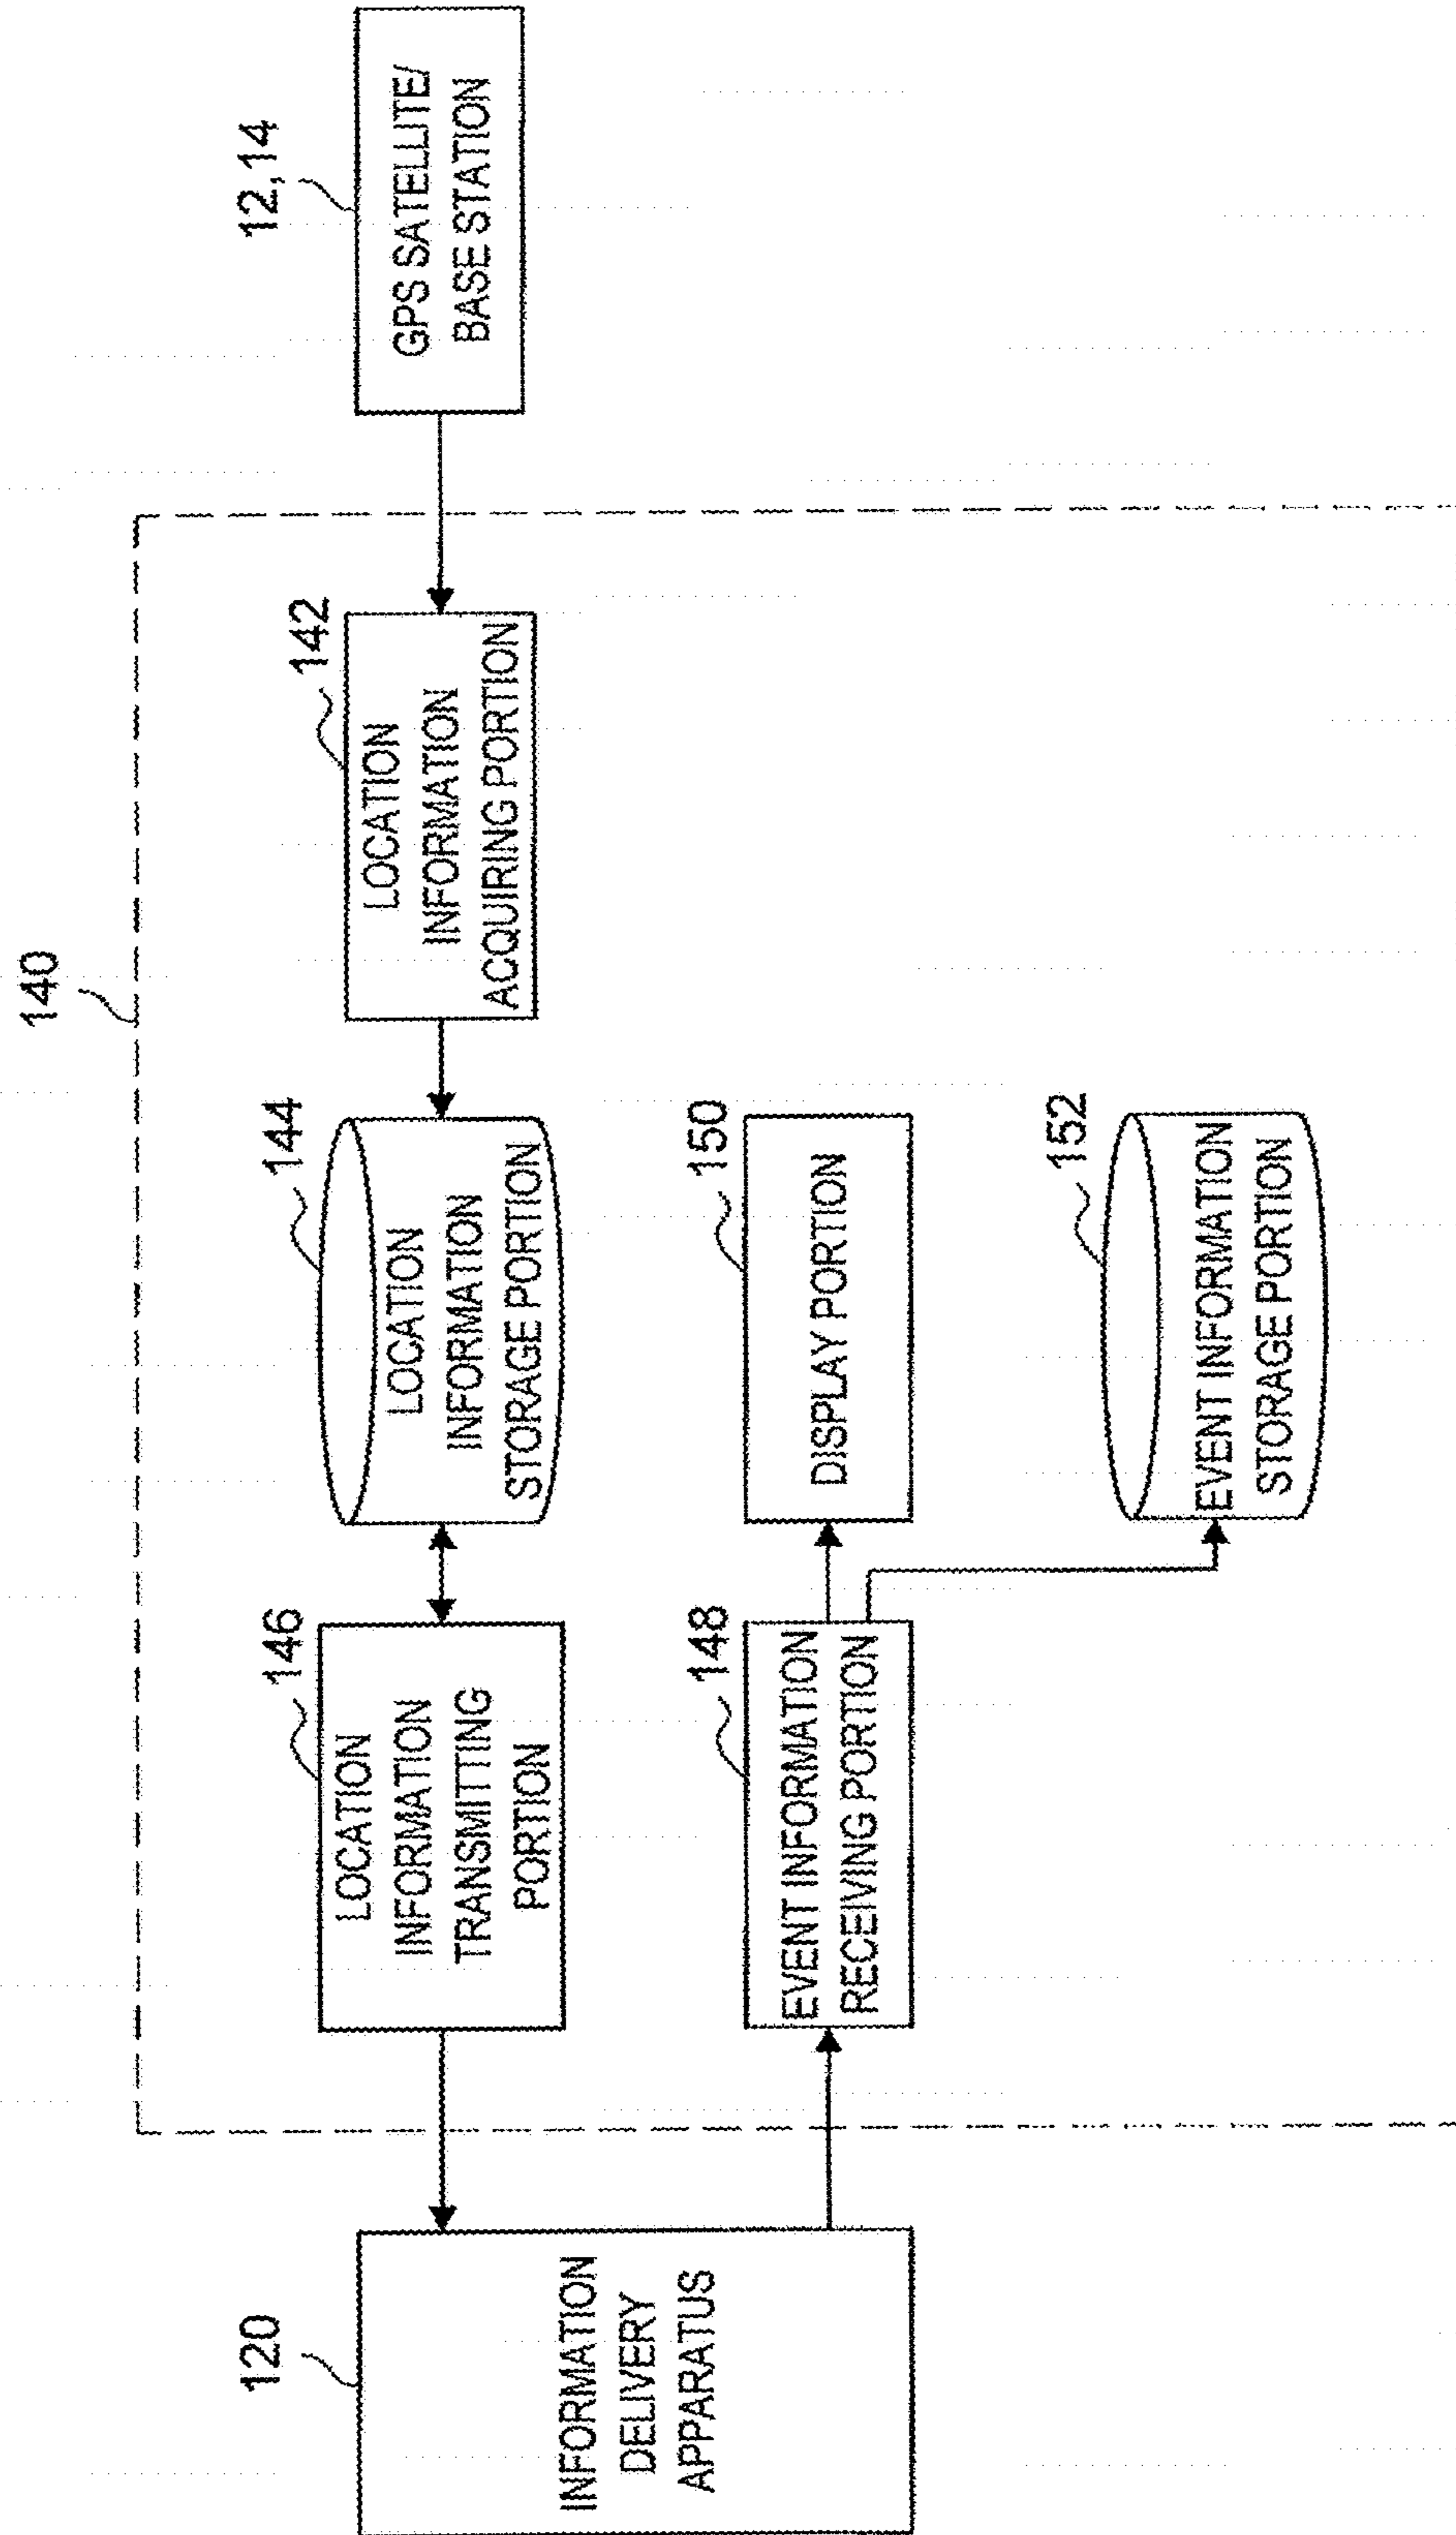 140
120
INFORMATION
DELIVERY
APPARATUS
146
LOCATION
INFORMATION
TRANSMITTING
PORTION
144
LOCATION
INFORMATION
STORAGE PORTION
142
LOCATION
INFORMATION
ACQUIRING PORTION
12,14
GPS SATELLITE/
BASE STATION
148
EVENT INFORMATION
RECEIVING PORTION
150
DISPLAY PORTION
152
EVENT INFORMATION
STORAGE PORTION